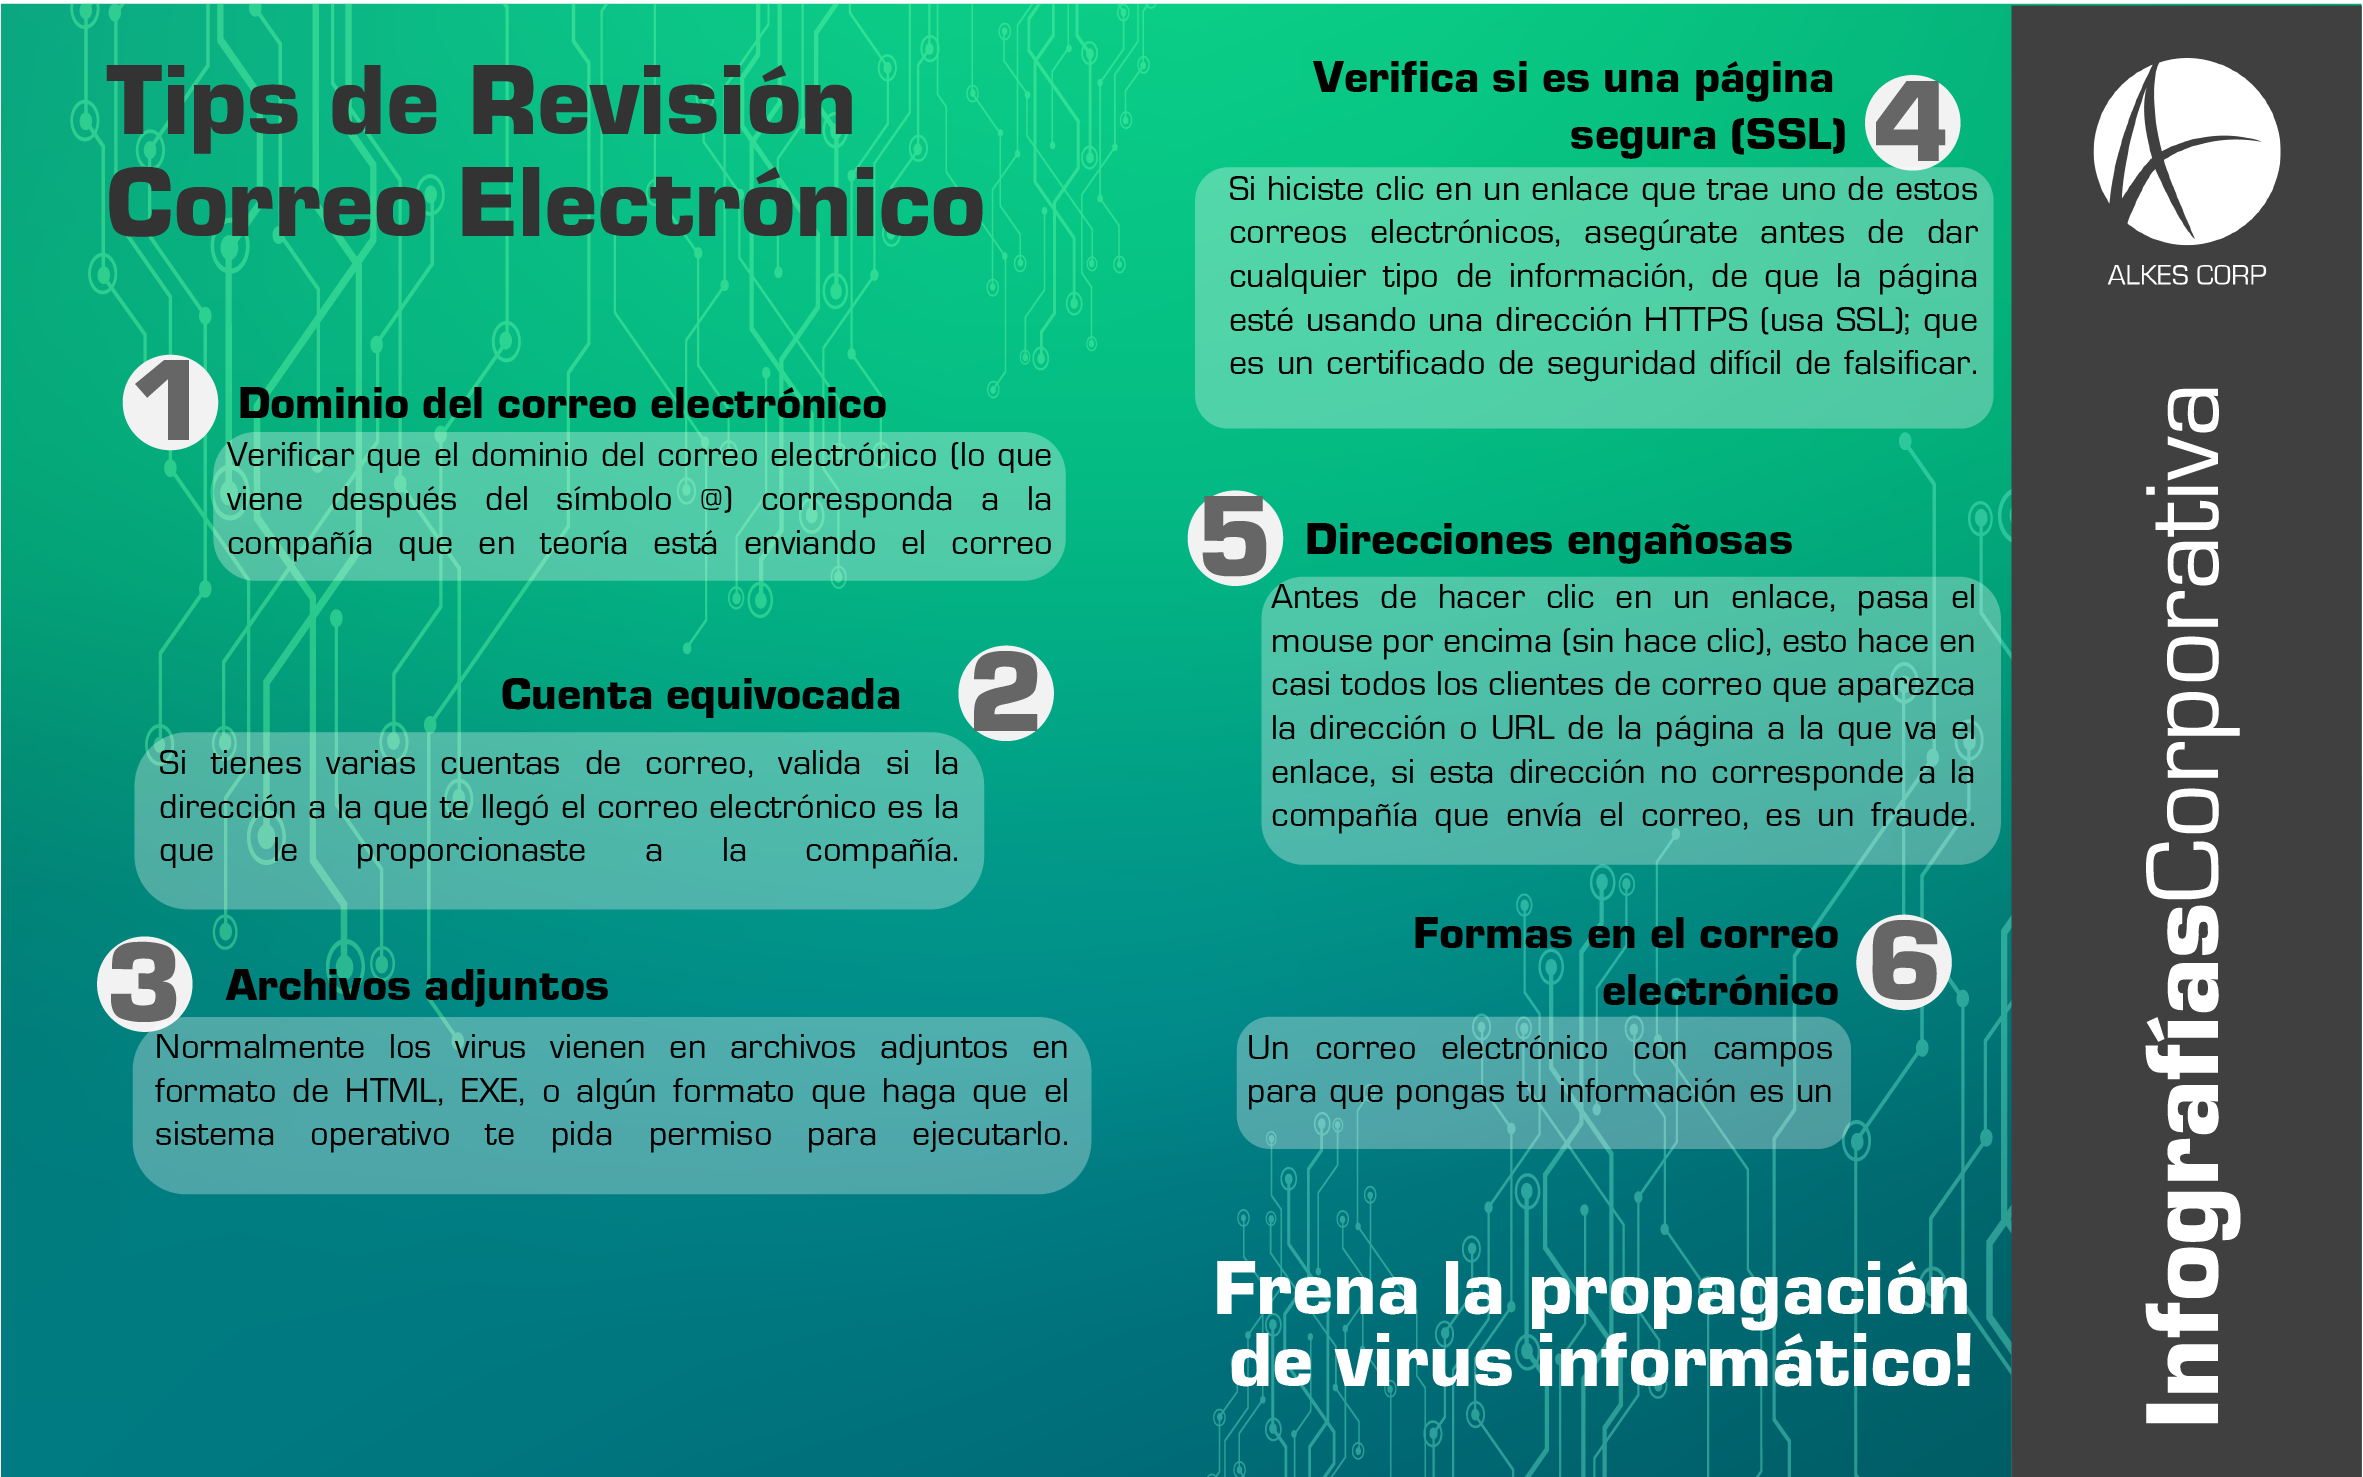 Tips de Revisión
Correo Electrónico
1
Dominio del correo electrónico
Verificar que el dominio del correo electrónico (lo que
viene después del símbolo @) corresponda a la
compañía que en teoría está enviando el correo
2
Cuenta equivocada
Si tienes varias cuentas de correo, valida si la
dirección a la que te llegó el correo electrónico es la
que le proporcionaste a la compañía.
3
Archivos adjuntos
Normalmente los virus vienen en archivos adjuntos en
formato de HTML, EXE, o algún formato que haga que el
sistema operativo te pida permiso para ejecutarlo.
Verifica si es una página
segura (SSL)
4
Si hiciste clic en un enlace que trae uno de estos
correos electrónicos, asegúrate antes de dar
cualquier tipo de información, de que la página
esté usando una dirección HTTPS (usa SSL); que
es un certificado de seguridad difícil de falsificar.
5
Direcciones engañosas
Antes de hacer clic en un enlace, pasa el
mouse por encima (sin hace clic), esto hace en
casi todos los clientes de correo que aparezca
la dirección o URL de la página a la que va el
enlace, si esta dirección no corresponde a la
compañía que envía el correo, es un fraude.
Formas en el correo
electrónico
6
Un correo electrónico con campos
para que pongas tu información es un
Frena la propagación
de virus informático!
ALKES CORP
InfografíasCorporativa